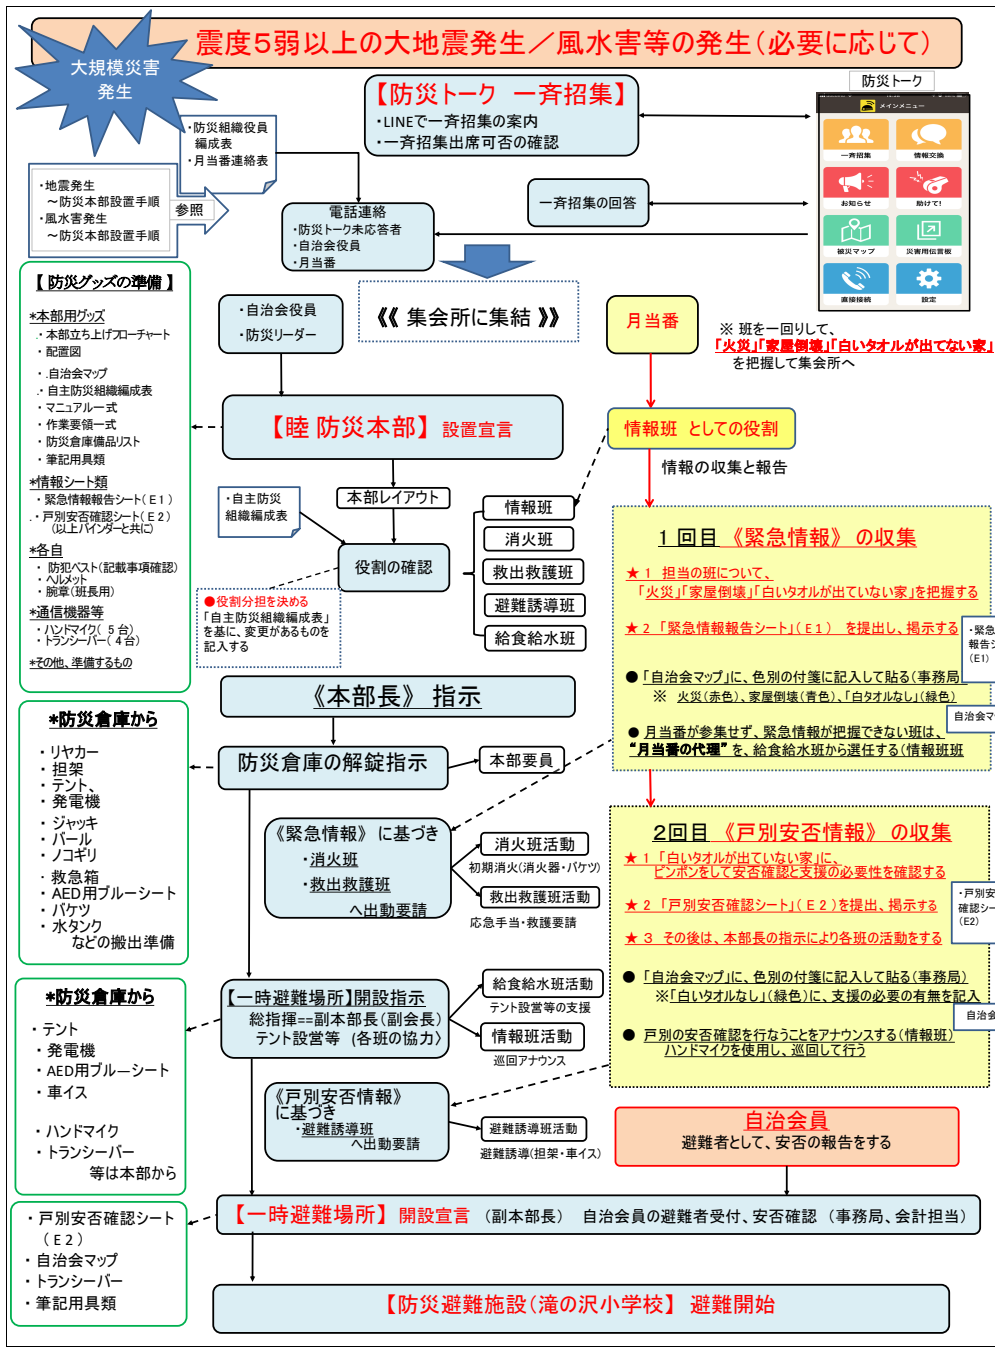 震度５弱以上の大地震発生／風水害等の発生（必要に応じて）
大規模災害
発生
【防災トーク　一斉招集】
・LINEで一斉招集の案内
・一斉招集出席可否の確認
防災トーク
メインメニュー
一斉招集
情報交換
お知らせ
助けて!
被災マップ
災害用伝言板
直接接続
設定
・防災組織役員
編成表
・月当番連絡表
・地震発生
～防災本部設置手順
・風水害発生
～防災本部設置手順
参照
電話連絡
・防災トーク未応答者
・自治会役員
・月当番
一斉招集の回答
《《 集会所に集結 》》
・自治会役員
・防災リーダー
月当番
※ 班を一回りして、
「火災」「家屋倒壊」「白いタオルが出てない家」
を把握して集会所へ
【 防災グッズの準備 】
*本部用グッズ
・本部立ち上げフローチャート
・配置図
・自治会マップ
・自主防災組織編成表
・マニュアル一式
・作業要領一式
・防災倉庫備品リスト
・筆記用具類
*情報シート類
・緊急情報報告シート（Ｅ１）
・戸別安否確認シート（Ｅ２）
（以上バインダーと共に）
*各自
・ 防犯ベスト（記載事項確認）
・ヘルメット
・腕章（班長用）
*通信機器等
・ハンドマイク（ ５台）
・トランシーバー（ ４台）
*その他、準備するもの
【睦 防災本部】 設置宣言
情報班 としての役割
情報の収集と報告
本部レイアウト
・自主防災
組織編成表
役割の確認
情報班
消火班
救出救護班
避難誘導班
給食給水班
●役割分担を決める
「自主防災組織編成表」
を基に、変更があるものを
記入する
１回目 《緊急情報》 の収集
★１ 担当の班について、
「火災」「家屋倒壊」「白いタオルが出ていない家」を把握する
★２ 「緊急情報報告シート」（Ｅ１） を提出し、掲示する
・緊急
報告シ
(E1)
● 「自治会マップ」に、色別の付箋に記入して貼る（事務局）
※ 火災（赤色）、家屋倒壊（青色）、「白タオルなし」（緑色）
自治会マ
● 月当番が参集せず、緊急情報が把握できない班は、
“月当番の代理” を、給食給水班から選任する（情報班班
《本部長》 指示
防災倉庫の解錠指示
本部要員
*防災倉庫から
・ リヤカー
・ 担架
・ テント、
・ 発電機
・ ジャッキ
・ バール
・ ノコギリ
・ 救急箱
・ AED用ブルーシート
・ バケツ
・ 水タンク
などの搬出準備
《緊急情報》 に基づき
・消火班
・救出救護班
へ出動要請
消火班活動
初期消火（消火器・バケツ）
救出救護班活動
応急手当・救護要請
２回目 《戸別安否情報》 の収集
★１ 「白いタオルが出ていない家」に、
ピンポンをして安否確認と支援の必要性を確認する
★２ 「戸別安否確認シート」（Ｅ２）を提出、掲示する
・戸別安
確認シー
(E2)
★３ その後は、本部長の指示により各班の活動をする
● 「自治会マップ」に、色別の付箋に記入して貼る（事務局）
※「白いタオルなし」（緑色）に、支援の必要の有無を記入
自治会
● 戸別の安否確認を行なうことをアナウンスする（情報班）
ハンドマイクを使用し、巡回して行う
*防災倉庫から
・ テント
・ 発電機
・ AED用ブルーシート
・ 車イス
・ ハンドマイク
・ トランシーバー
等は本部から
【一時避難場所】開設指示
総指揮==副本部長（副会長）
テント設営等 （各班の協力）
給食給水班活動
テント設営等の支援
情報班活動
巡回アナウンス
《戸別安否情報》
に基づき
・避難誘導班
へ出動要請
避難誘導班活動
避難誘導（担架・車イス）
自治会員
避難者として、安否の報告をする
【一時避難場所】 開設宣言 （副本部長） 自治会員の避難者受付、安否確認 （事務局、会計担当）
・ 戸別安否確認シート
（Ｅ２）
・ 自治会マップ
・ トランシーバー
・ 筆記用具類
【防災避難施設（滝の沢小学校） 避難開始